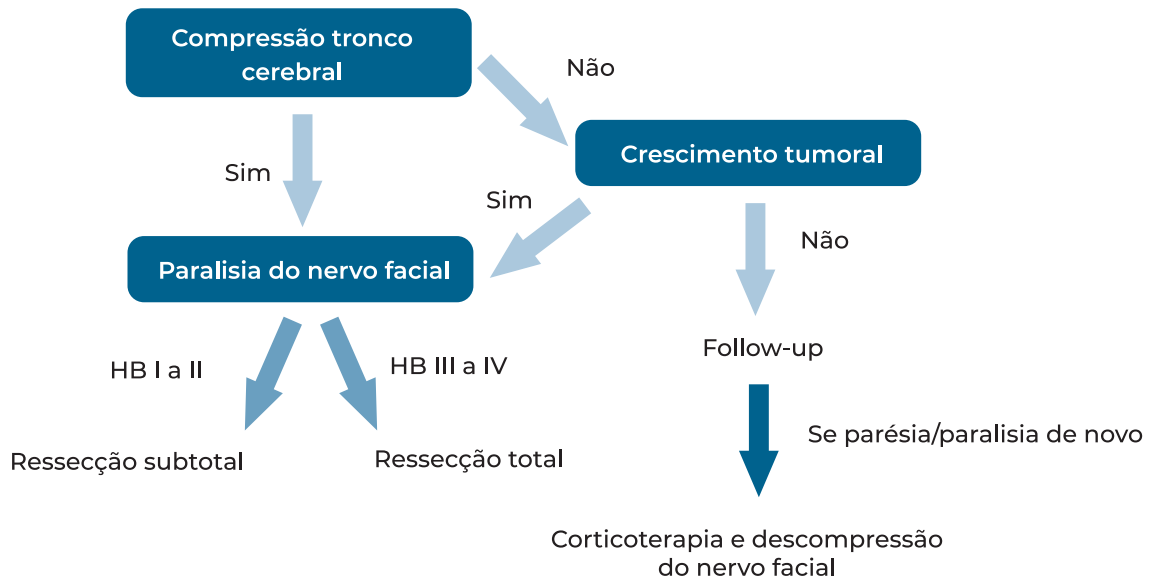 Compressão tronco
cerebral
Não
Crescimento tumoral
Sim
Sim
Não
Paralisia do nervo facial
Follow-up
HB I a II
HB III a IV
Se parésia/paralisia de novo
Ressecção subtotal
Ressecção total
Corticoterapia e descompressão
do nervo facial